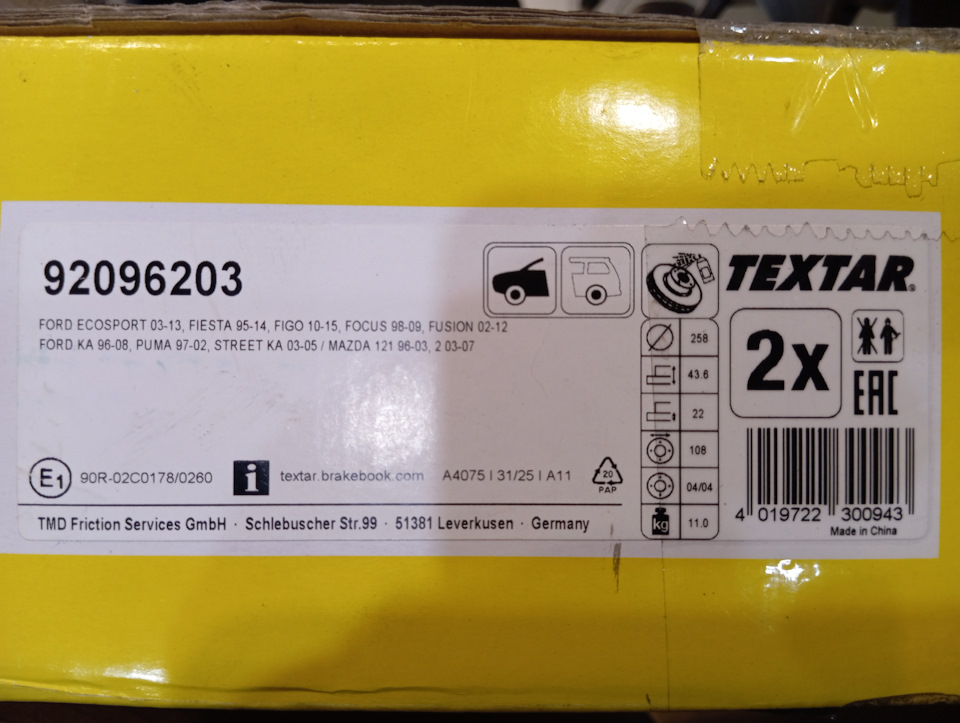 92096203
FORD ECOSPORT 03-13, FIESTA 95-14, FIGO 10-15, FOCUS 98-09, FUSION 02-12
FORD KA 96-08, PUMA 97-02, STREET KA 03-05 / MAZDA 121 96-03, 2 03-07
E1 90R-02C0178/0260 i textar.brakebook.com A4075 | 31/25 | A11 20
PAP
TMD Friction Services GmbH · Schlebuscher Str.99 · 51381 Leverkusen · Germany
258
43.6
22
108
04/04
kg 11.0
TEXTAR®
2x
EAC
4 019722 300943
Made in China